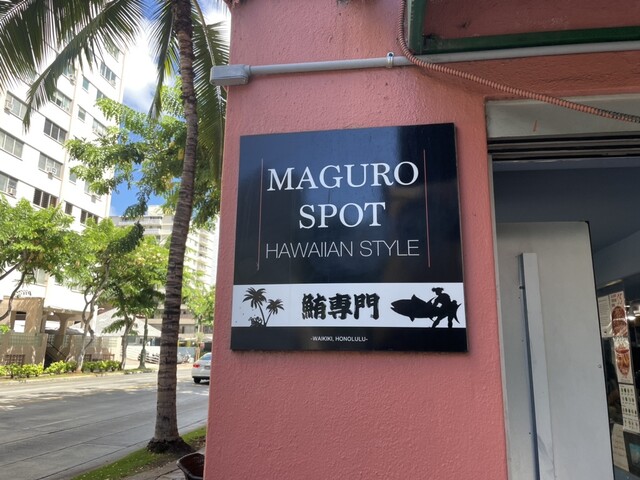 MAGURO
SPOT
HAWAIIAN STYLE
鮪専門
-WAIKIKI, HONOLULU-